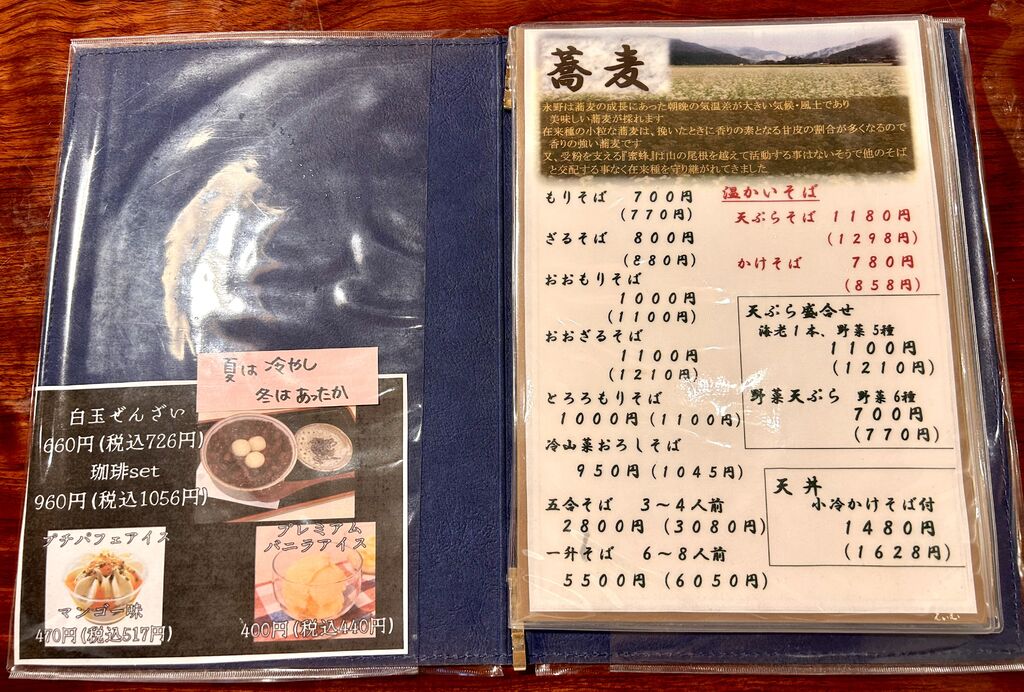 夏は冷やし
冬はあったか
白玉ぜんざい
660円(税込726円)
珈琲set
960円(税込1056円)
プチパフェアイス
マンゴー味
470円(税込517円)
プレミアム
バニラアイス
400円(税込440円)
蕎麦
永野は蕎麦の成長にあった朝晩の気温差が大きい気候・風土であり
美味しい蕎麦が採れます
在来種の小粒な蕎麦は、挽いたときに香りの素となる甘皮の割合が多くなるので
香りの強い蕎麦です
又、受粉を支える『蜜蜂』は山の尾根を越えて活動する事はないそうで他のそば
と交配する事なく在来種を守り継がれてきました
もりそば 700円
(770円)
ざるそば 800円
(880円)
おおもりそば
1000円
(1100円)
おおざるそば
1100円
(1210円)
とろろもりそば
1000円 (1100円)
冷山菜おろしそば
950円 (1045円)
五合そば 3~4人前
2800円 (3080円)
一升そば 6~8人前
5500円 (6050円)
温かいそば
天ぷらそば 1180円
(1298円)
かけそば 780円
(858円)
天ぷら盛合せ
海老1本、野菜5種
1100円
(1210円)
野菜天ぷら 野菜6種
700円
(770円)
天丼
小冷かけそば付
1480円
(1628円)